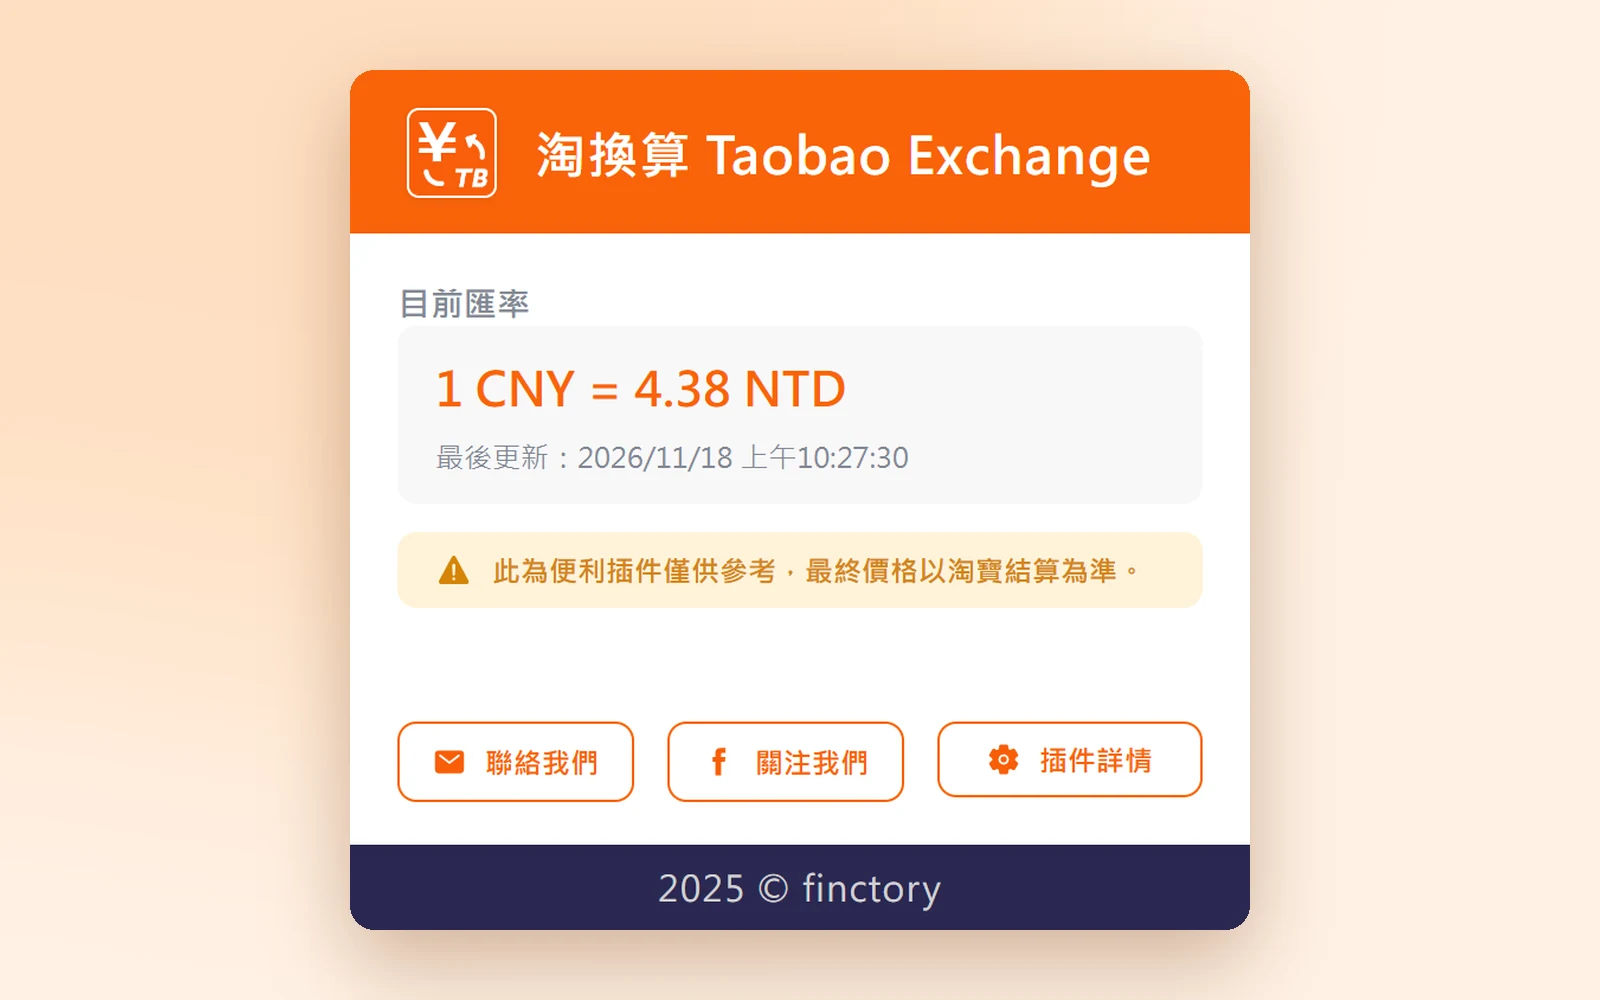 ¥
TB
淘換算 Taobao Exchange
目前匯率
1 CNY = 4.38 NTD
最後更新：2026/11/18 上午10:27:30
此為便利插件僅供參考，最終價格以淘寶結算為準。
聯絡我們
關注我們
插件詳情
2025 © finctory